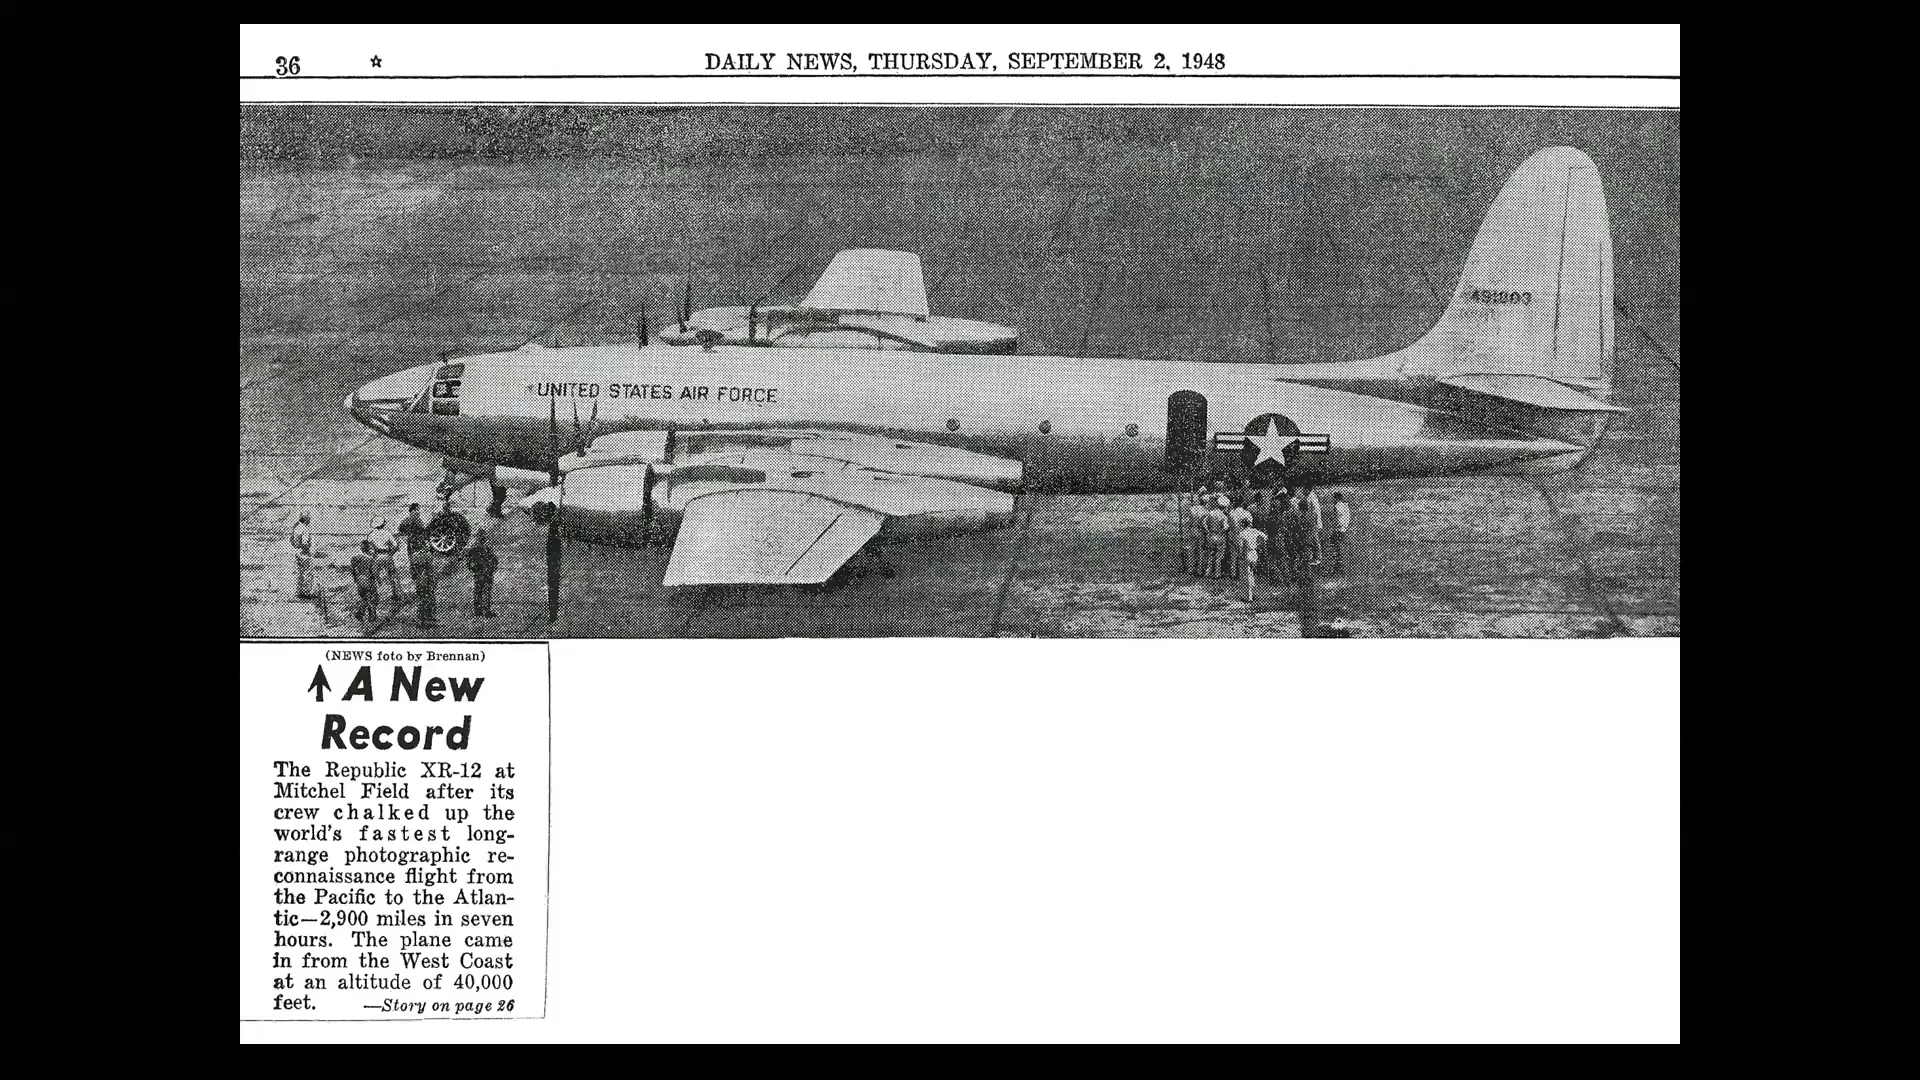 36 ☆ DAILY NEWS, THURSDAY, SEPTEMBER 2, 1948
491003
UNITED STATES AIR FORCE
(NEWS foto by Brennan)
A New
Record
The Republic XR-12 at
Mitchel Field after its
crew chalked up the
world's fastest long-
range photographic re-
connaissance flight from
the Pacific to the Atlan-
tic—2,900 miles in seven
hours. The plane came
in from the West Coast
at an altitude of 40,000
feet. —Story on page 26